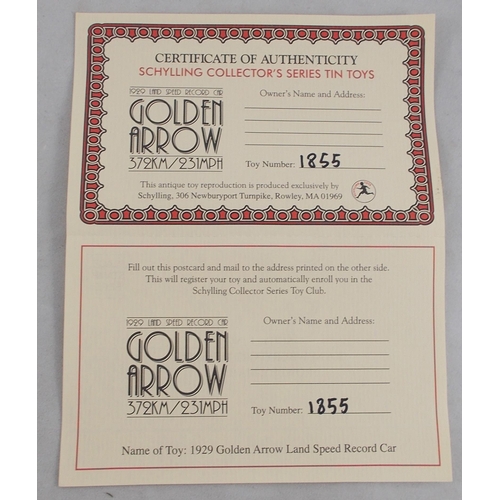 CERTIFICATE OF AUTHENTICITY
SCHYLLING COLLECTOR'S SERIES TIN TOYS
1929 LAND SPEED RECORD CAR
GOLDEN
ARROW
372KM/231MPH
Owner's Name and Address:
Toy Number: 1855
This antique toy reproduction is produced exclusively by
Schylling, 306 Newburyport Turnpike, Rowley, MA 01969
Fill out this postcard and mail to the address printed on the other side.
This will register your toy and automatically enroll you in the
Schylling Collector Series Toy Club.
1929 LAND SPEED RECORD CAR
GOLDEN
ARROW
372KM/231MPH
Owner's Name and Address:
Toy Number: 1855
Name of Toy: 1929 Golden Arrow Land Speed Record Car